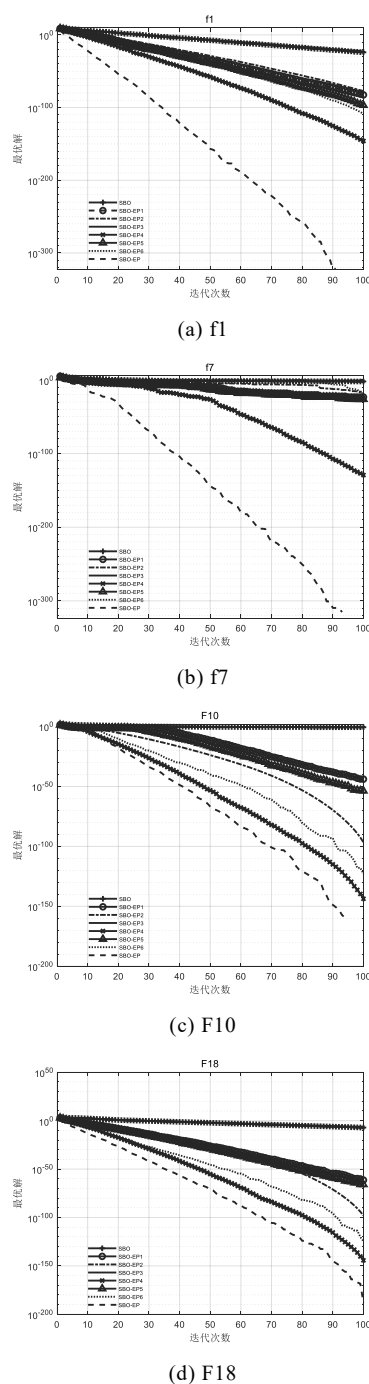 f1
10^0
10^-100
10^-200
10^-300
最优解
SBO
SBO-EP1
SBO-EP2
SBO-EP3
SBO-EP4
SBO-EP5
SBO-EP6
SBO-EP
0 10 20 30 40 50 60 70 80 90 100
迭代次数
(a) f1
f7
10^0
10^-100
10^-200
10^-300
最优解
SBO
SBO-EP1
SBO-EP2
SBO-EP3
SBO-EP4
SBO-EP5
SBO-EP6
SBO-EP
0 10 20 30 40 50 60 70 80 90 100
迭代次数
(b) f7
F10
10^0
10^-50
10^-100
10^-150
10^-200
最优解
SBO
SBO-EP1
SBO-EP2
SBO-EP3
SBO-EP4
SBO-EP5
SBO-EP6
SBO-EP
0 10 20 30 40 50 60 70 80 90 100
迭代次数
(c) F10
F18
10^50
10^0
10^-50
10^-100
10^-150
10^-200
最优解
SBO
SBO-EP1
SBO-EP2
SBO-EP3
SBO-EP4
SBO-EP5
SBO-EP6
SBO-EP
0 10 20 30 40 50 60 70 80 90 100
迭代次数
(d) F18